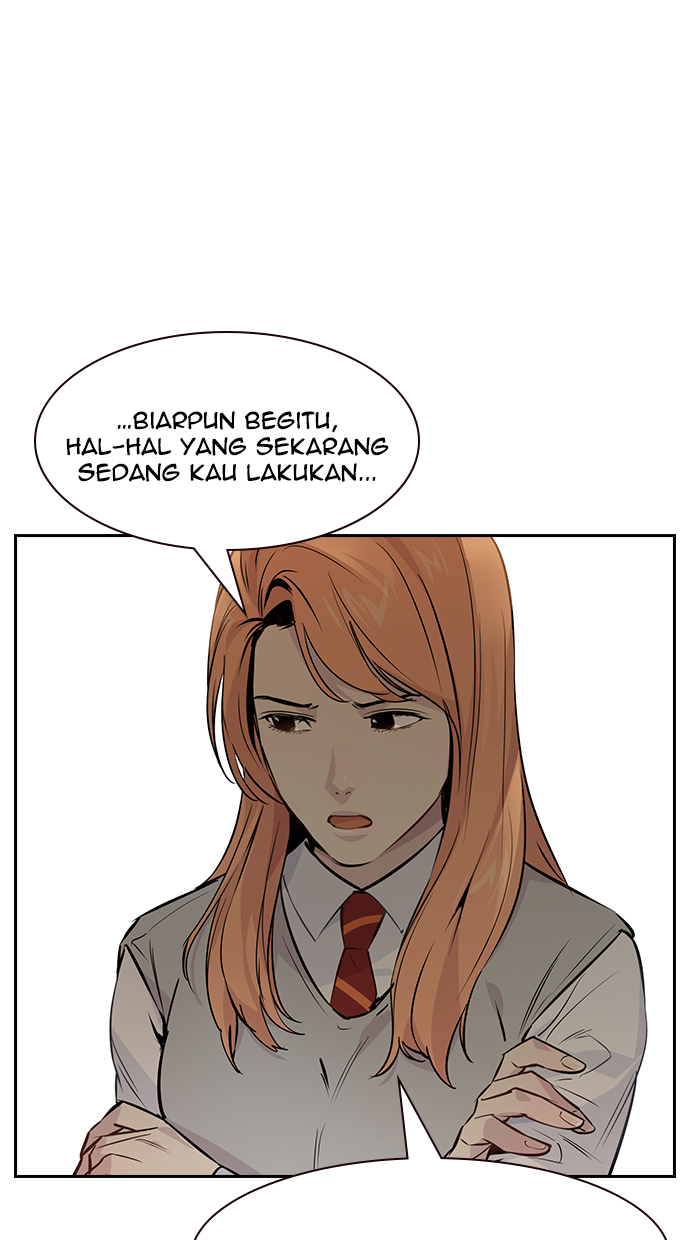 ...BIARPUN BEGITU,
HAL-HAL YANG SEKARANG
SEDANG KAU LAKUKAN...